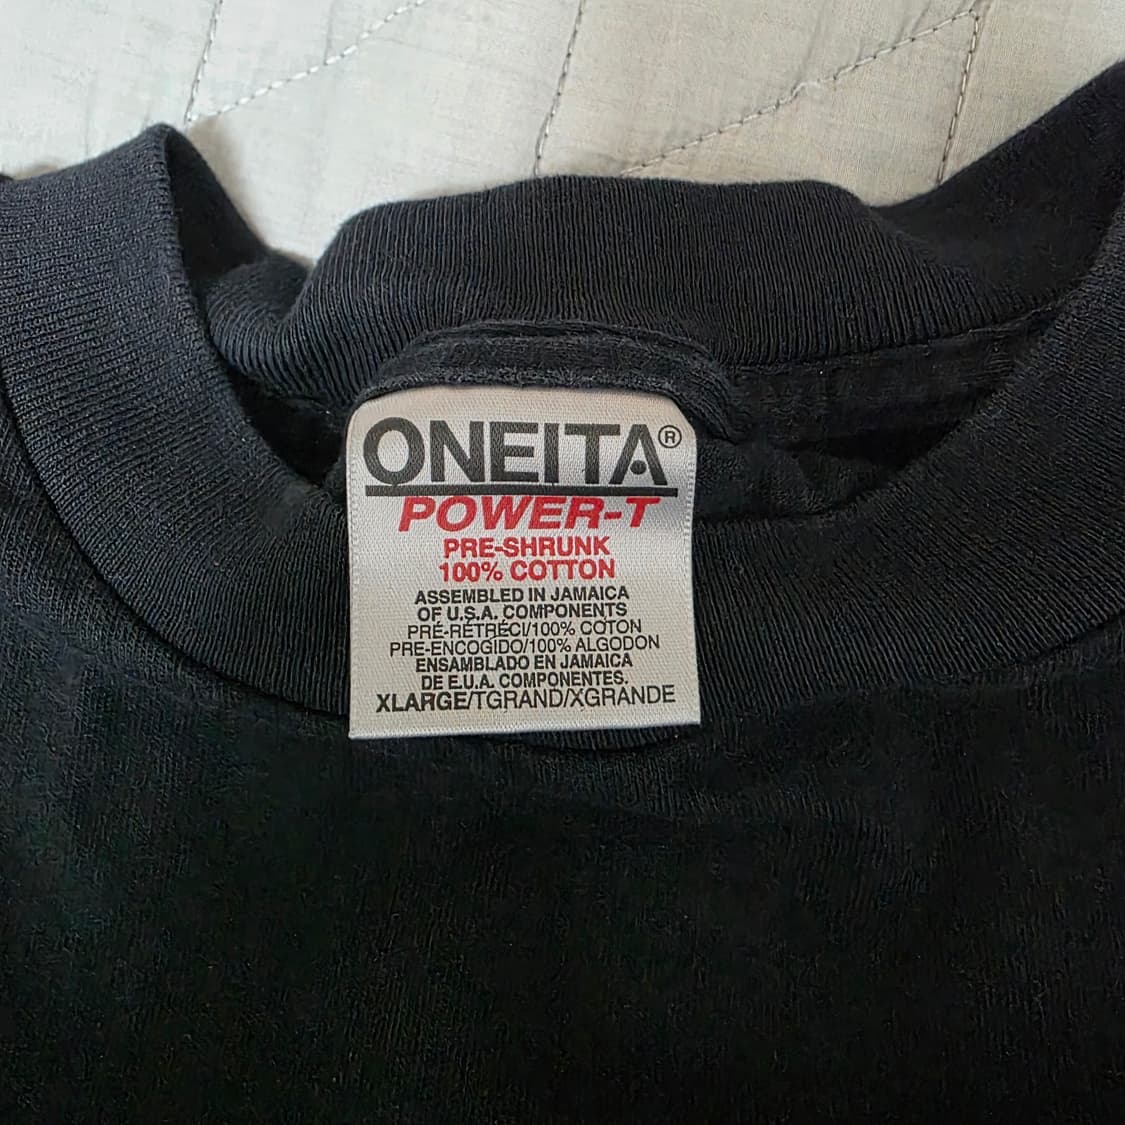 ONEITA®
POWER-T
PRE-SHRUNK
100% COTTON
ASSEMBLED IN JAMAICA
OF U.S.A. COMPONENTS
PRÉ-RÉTRÉCI/100% COTON
PRE-ENCOGIDO/100% ALGODON
ENSAMBLADO EN JAMAICA
DE E.U.A. COMPONENTES.
XLARGE/TGRAND/XGRANDE